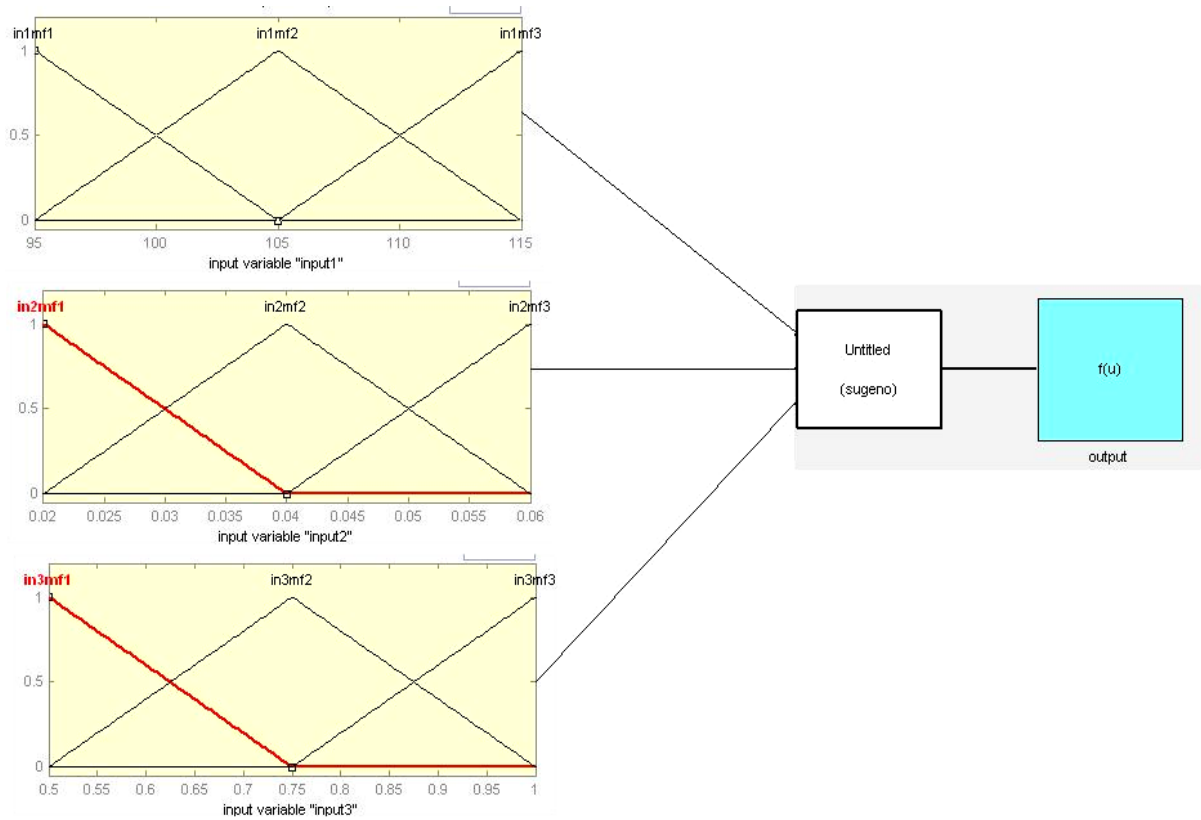 in1mf1 in1mf2 in1mf3
1
0.5
0
95 100 105 110 115
input variable "input1"
in2mf1 in2mf2 in2mf3
1
0.5
0
0.02 0.025 0.03 0.035 0.04 0.045 0.05 0.055 0.06
input variable "input2"
in3mf1 in3mf2 in3mf3
1
0.5
0
0.5 0.55 0.6 0.65 0.7 0.75 0.8 0.85 0.9 0.95 1
input variable "input3"
Untitled
(sugeno)
f(u)
output